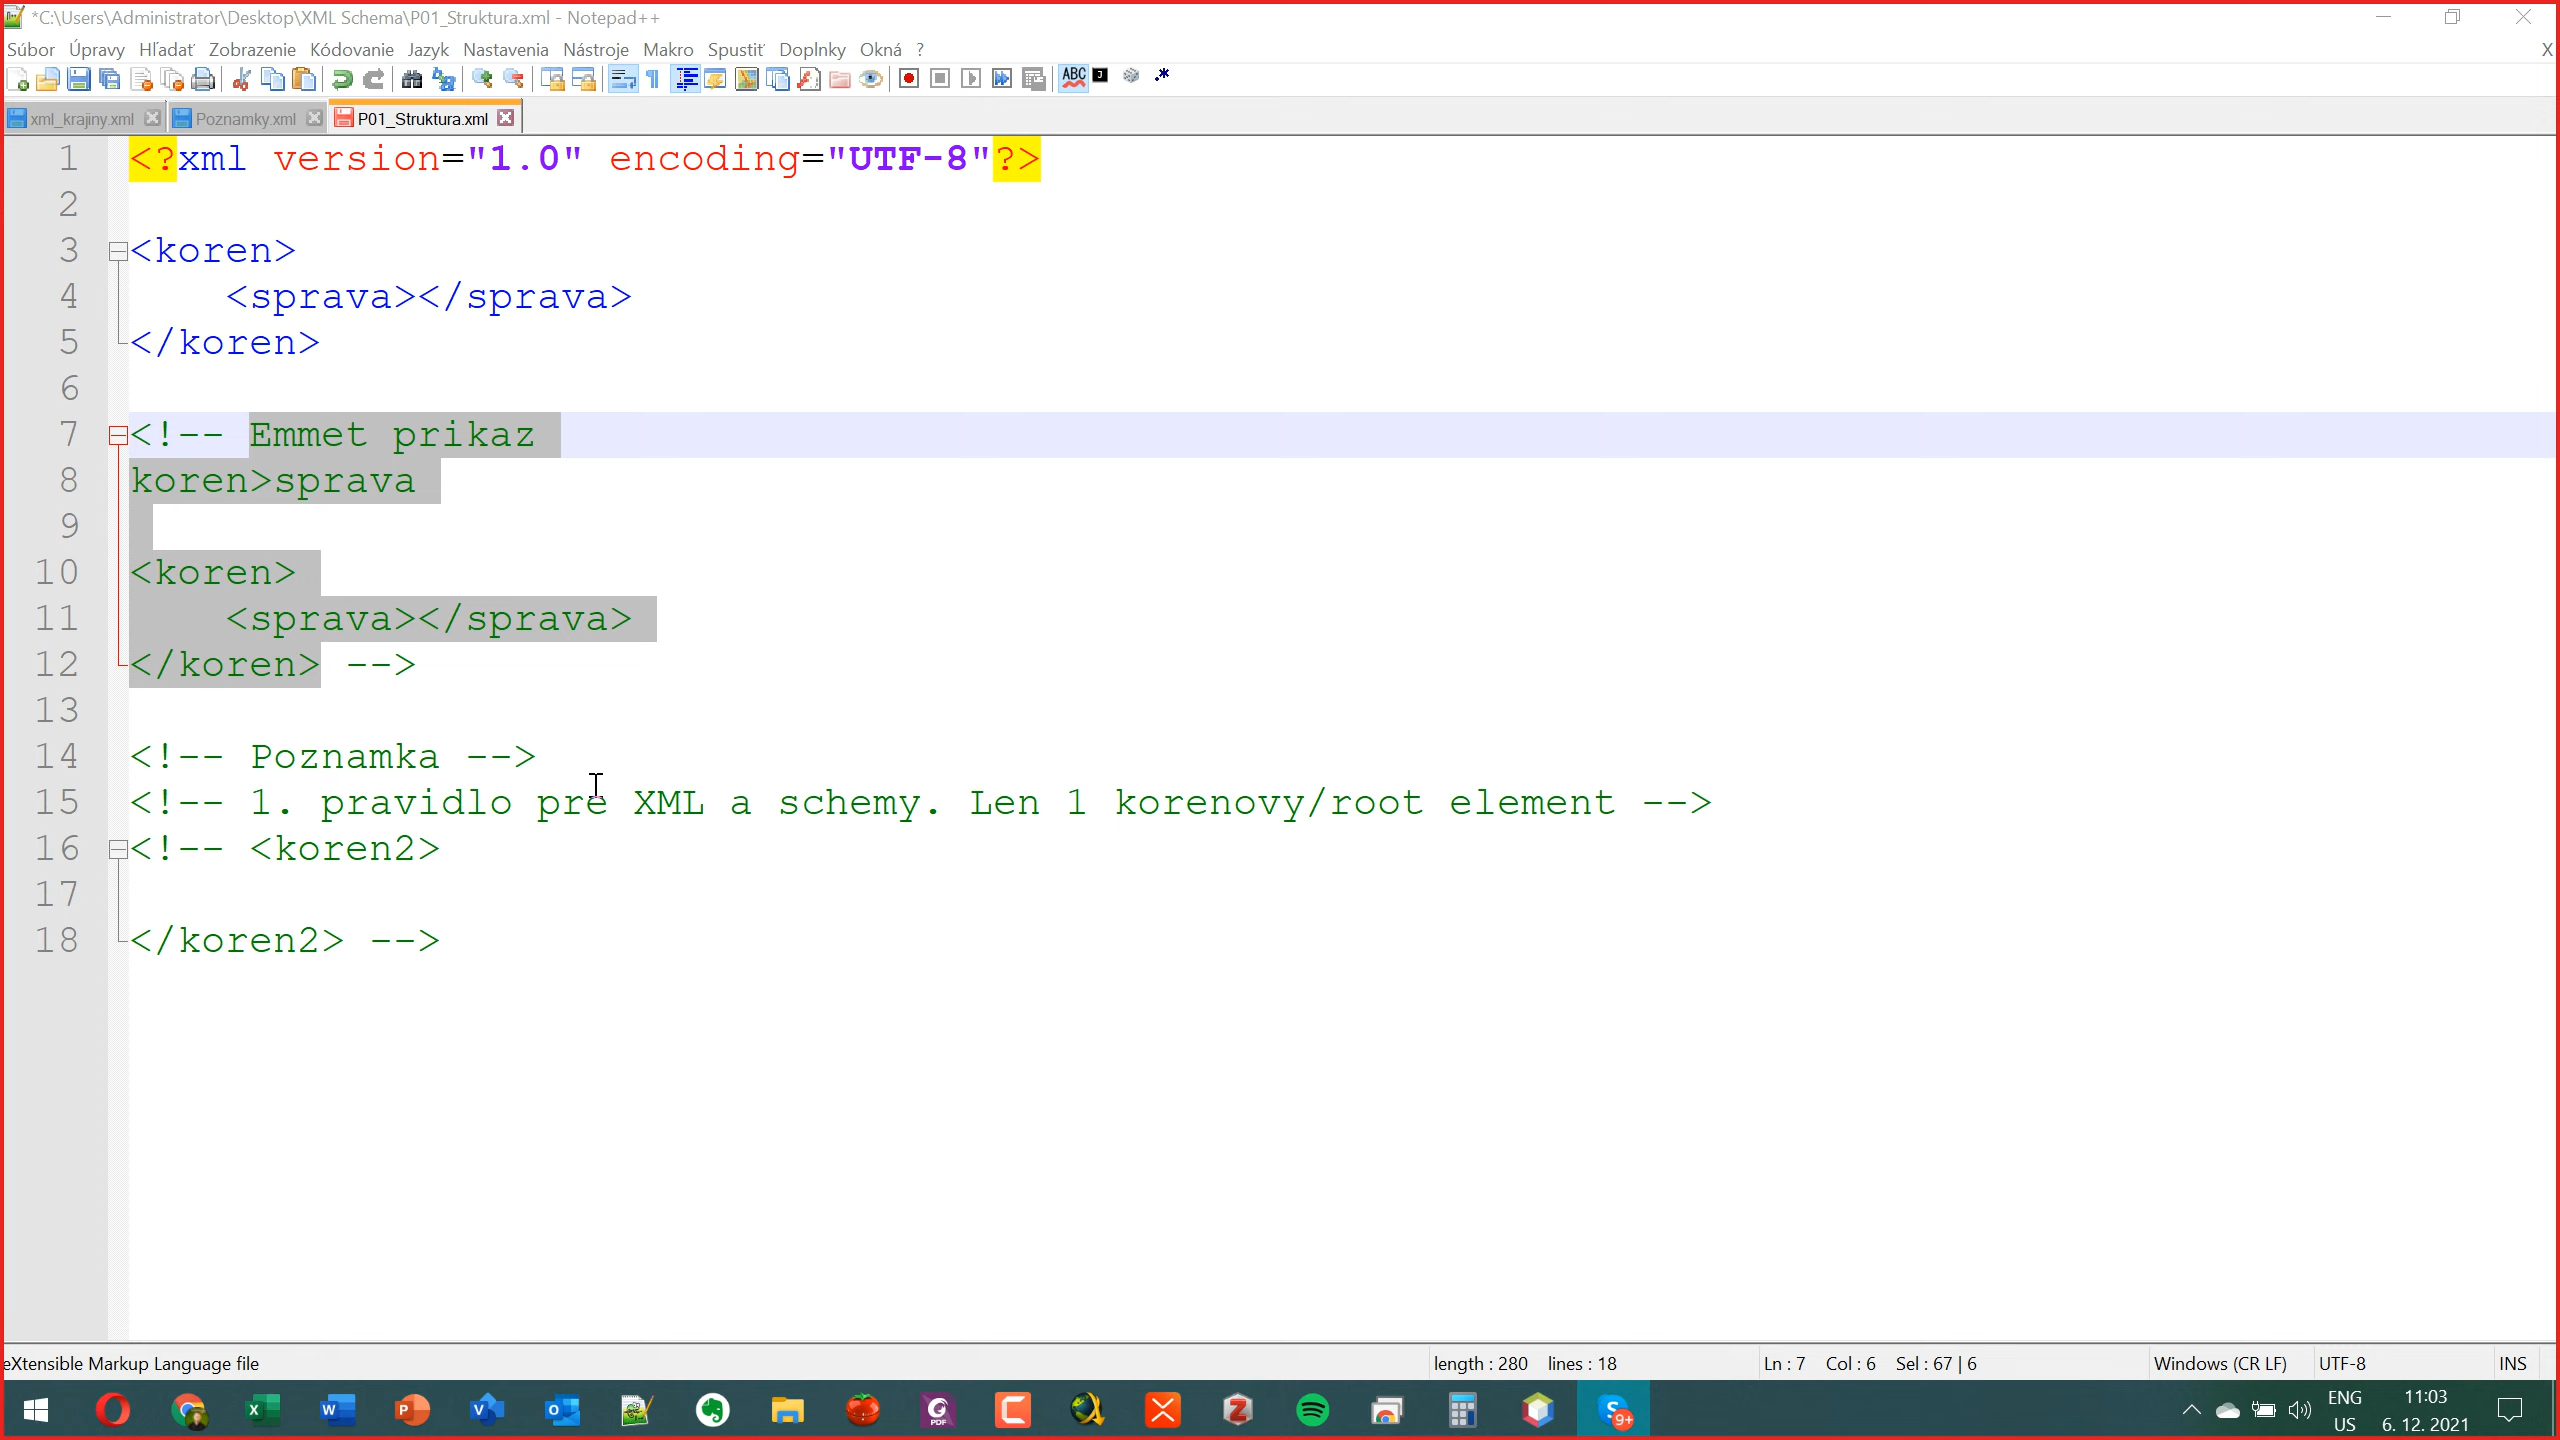 *C:\Users\Administrator\Desktop\XML Schema\P01_Struktura.xml - Notepad++
Súbor Úpravy Hľadať Zobrazenie Kódovanie Jazyk Nastavenia Nástroje Makro Spustiť Doplnky Okná ? X
xml_krajiny.xml Poznamky.xml P01_Struktura.xml
1 <?xml version="1.0" encoding="UTF-8"?>
2
3 <koren>
4 <sprava></sprava>
5 </koren>
6
7 <!-- Emmet prikaz
8 koren>sprava
9
10 <koren>
11 <sprava></sprava>
12 </koren> -->
13
14 <!-- Poznamka -->
15 <!-- 1. pravidlo pre XML a schemy. Len 1 korenovy/root element -->
16 <!-- <koren2>
17
18 </koren2> -->
eXtensible Markup Language file length : 280 lines : 18 Ln : 7 Col : 6 Sel : 67 | 6 Windows (CR LF) UTF-8 INS
ENG 11:03
US 6. 12. 2021